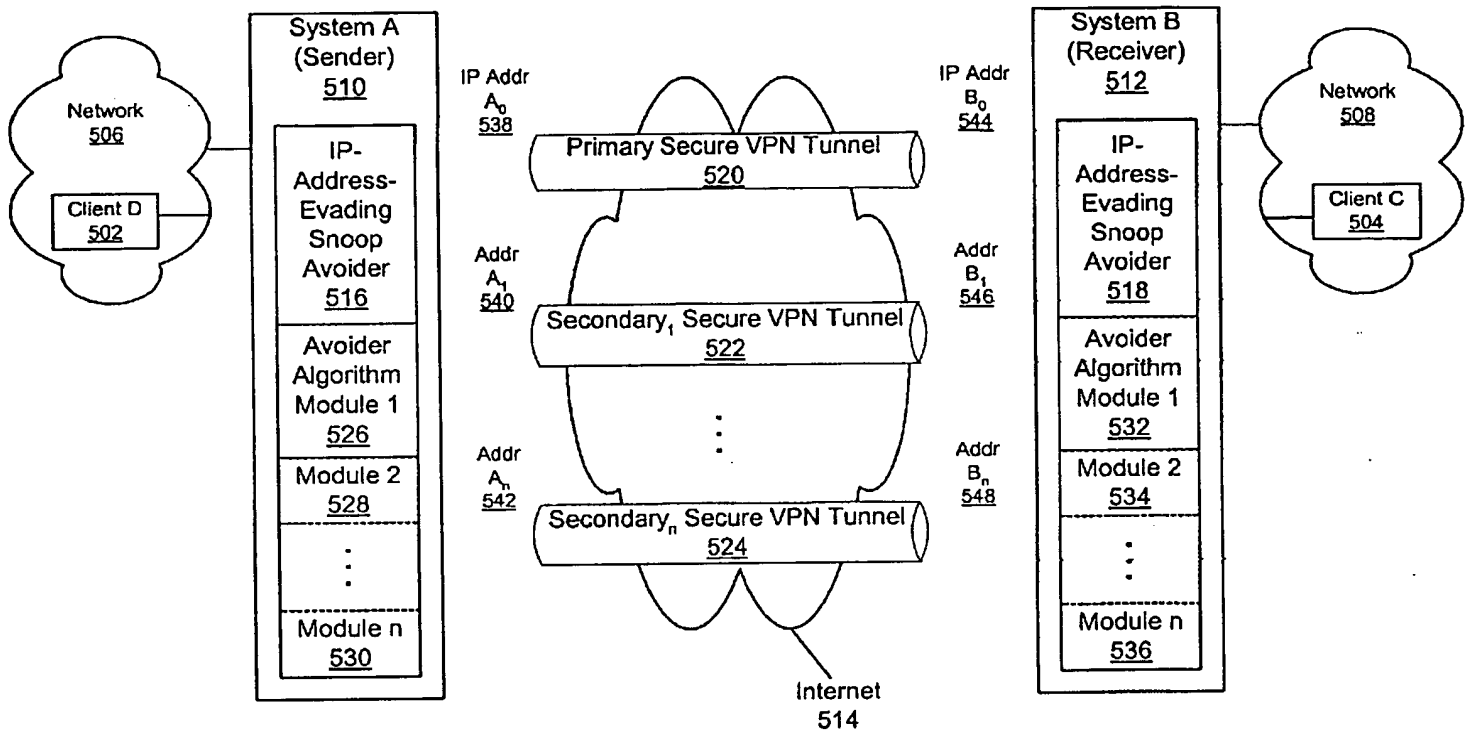 Network
506
Client D
502
System A
(Sender)
510
IP-
Address-
Evading
Snoop
Avoider
516
Avoider
Algorithm
Module 1
526
Module 2
528
Module n
530
IP Addr
A₀
538
Primary Secure VPN Tunnel
520
IP Addr
B₀
544
Addr
A₁
540
Secondary₁ Secure VPN Tunnel
522
Addr
B₁
546
Addr
Aₙ
542
Secondaryₙ Secure VPN Tunnel
524
Addr
Bₙ
548
Internet
514
System B
(Receiver)
512
IP-
Address-
Evading
Snoop
Avoider
518
Avoider
Algorithm
Module 1
532
Module 2
534
Module n
536
Network
508
Client C
504